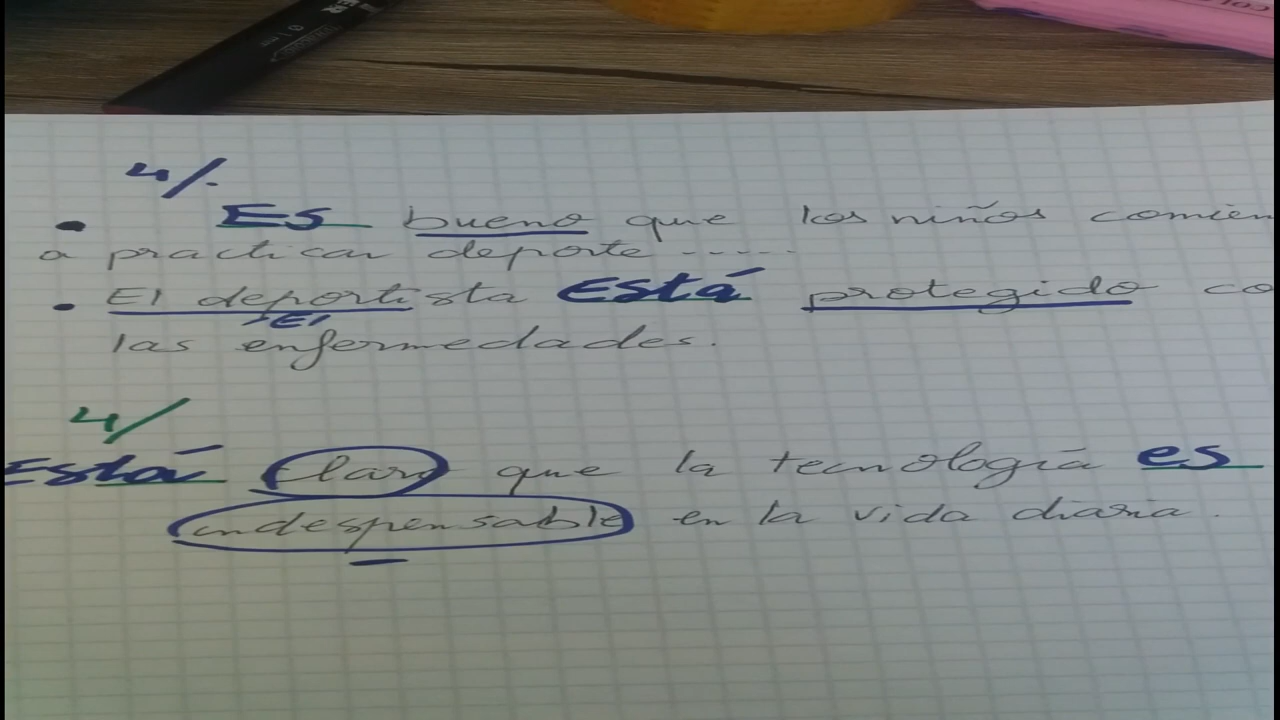 4/.
• Es bueno que los niños comien
a practicar deporte ......
• El deportista Está protegido co
El
las enfermedades.
4/
Está claro que la tecnología es
indespensable en la vida diaria.